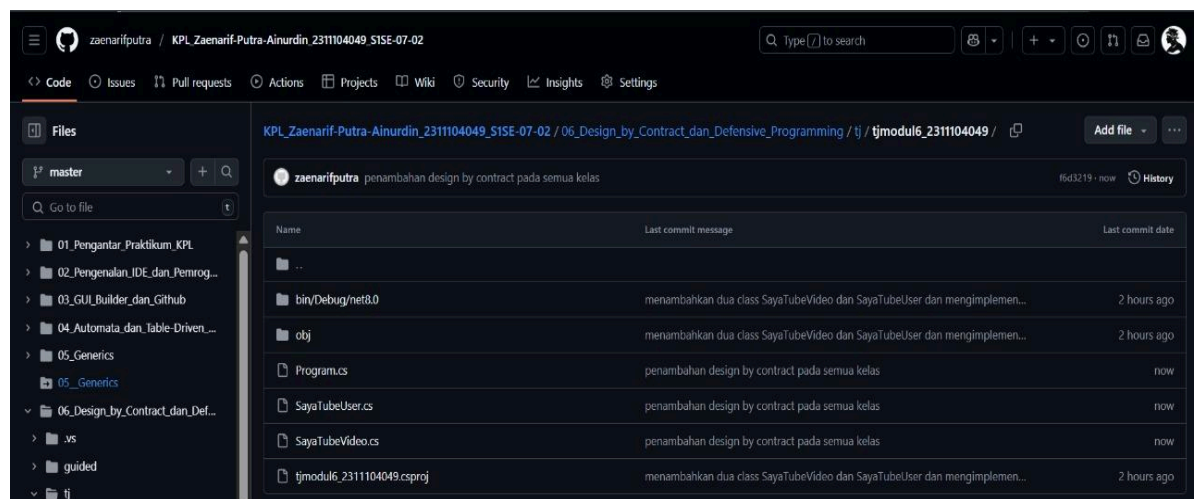 zaenarifputra / KPL_Zaenarif-Putra-Ainurdin_2311104049_S1SE-07-02
Type / to search
Code Issues Pull requests Actions Projects Wiki Security Insights Settings
Files
KPL_Zaenarif-Putra-Ainurdin_2311104049_S1SE-07-02 / 06_Design_by_Contract_dan_Defensive_Programming / tj / tjmodul6_2311104049 /
Add file
master
zaenarifputra penambahan design by contract pada semua kelas
f6d3219 · now History
Go to file t
Name Last commit message Last commit date
01_Pengantar_Praktikum_KPL
..
02_Pengenalan_IDE_dan_Pemrog...
03_GUI_Builder_dan_Github
bin/Debug/net8.0 menambahkan dua class SayaTubeVideo dan SayaTubeUser dan mengimplemen... 2 hours ago
04_Automata_dan_Table-Driven_...
obj menambahkan dua class SayaTubeVideo dan SayaTubeUser dan mengimplemen... 2 hours ago
05_Generics
Program.cs penambahan design by contract pada semua kelas now
05__Generics
SayaTubeUser.cs penambahan design by contract pada semua kelas now
06_Design_by_Contract_dan_Def...
SayaTubeVideo.cs penambahan design by contract pada semua kelas now
.vs
guided
tjmodul6_2311104049.csproj menambahkan dua class SayaTubeVideo dan SayaTubeUser dan mengimplemen... 2 hours ago
tj